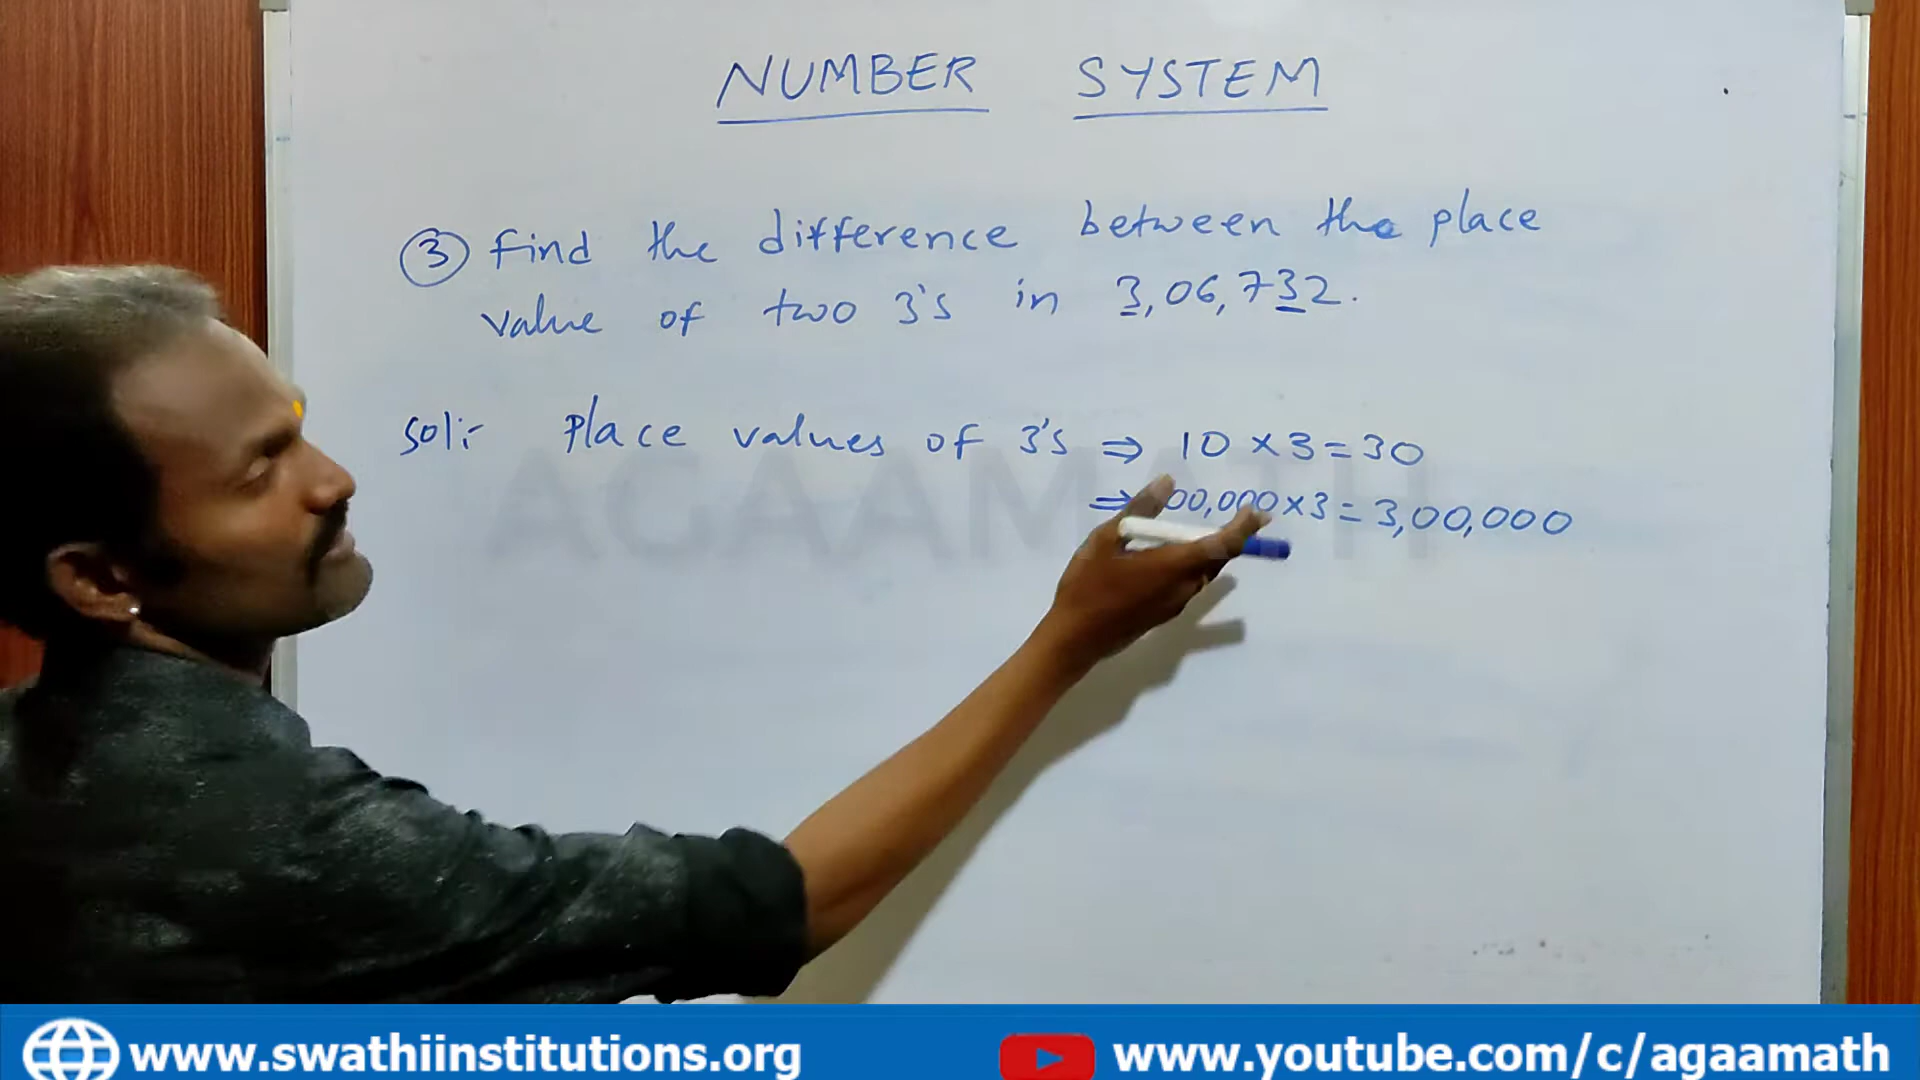 NUMBER SYSTEM
③ Find the difference between the place
value of two 3's in 3,06,732.
Sol:- Place values of 3's ⇒ 10 × 3 = 30
⇒ 00,000 × 3 = 3,00,000
AGAAMATH
www.swathiinstitutions.org
www.youtube.com/c/agaamath